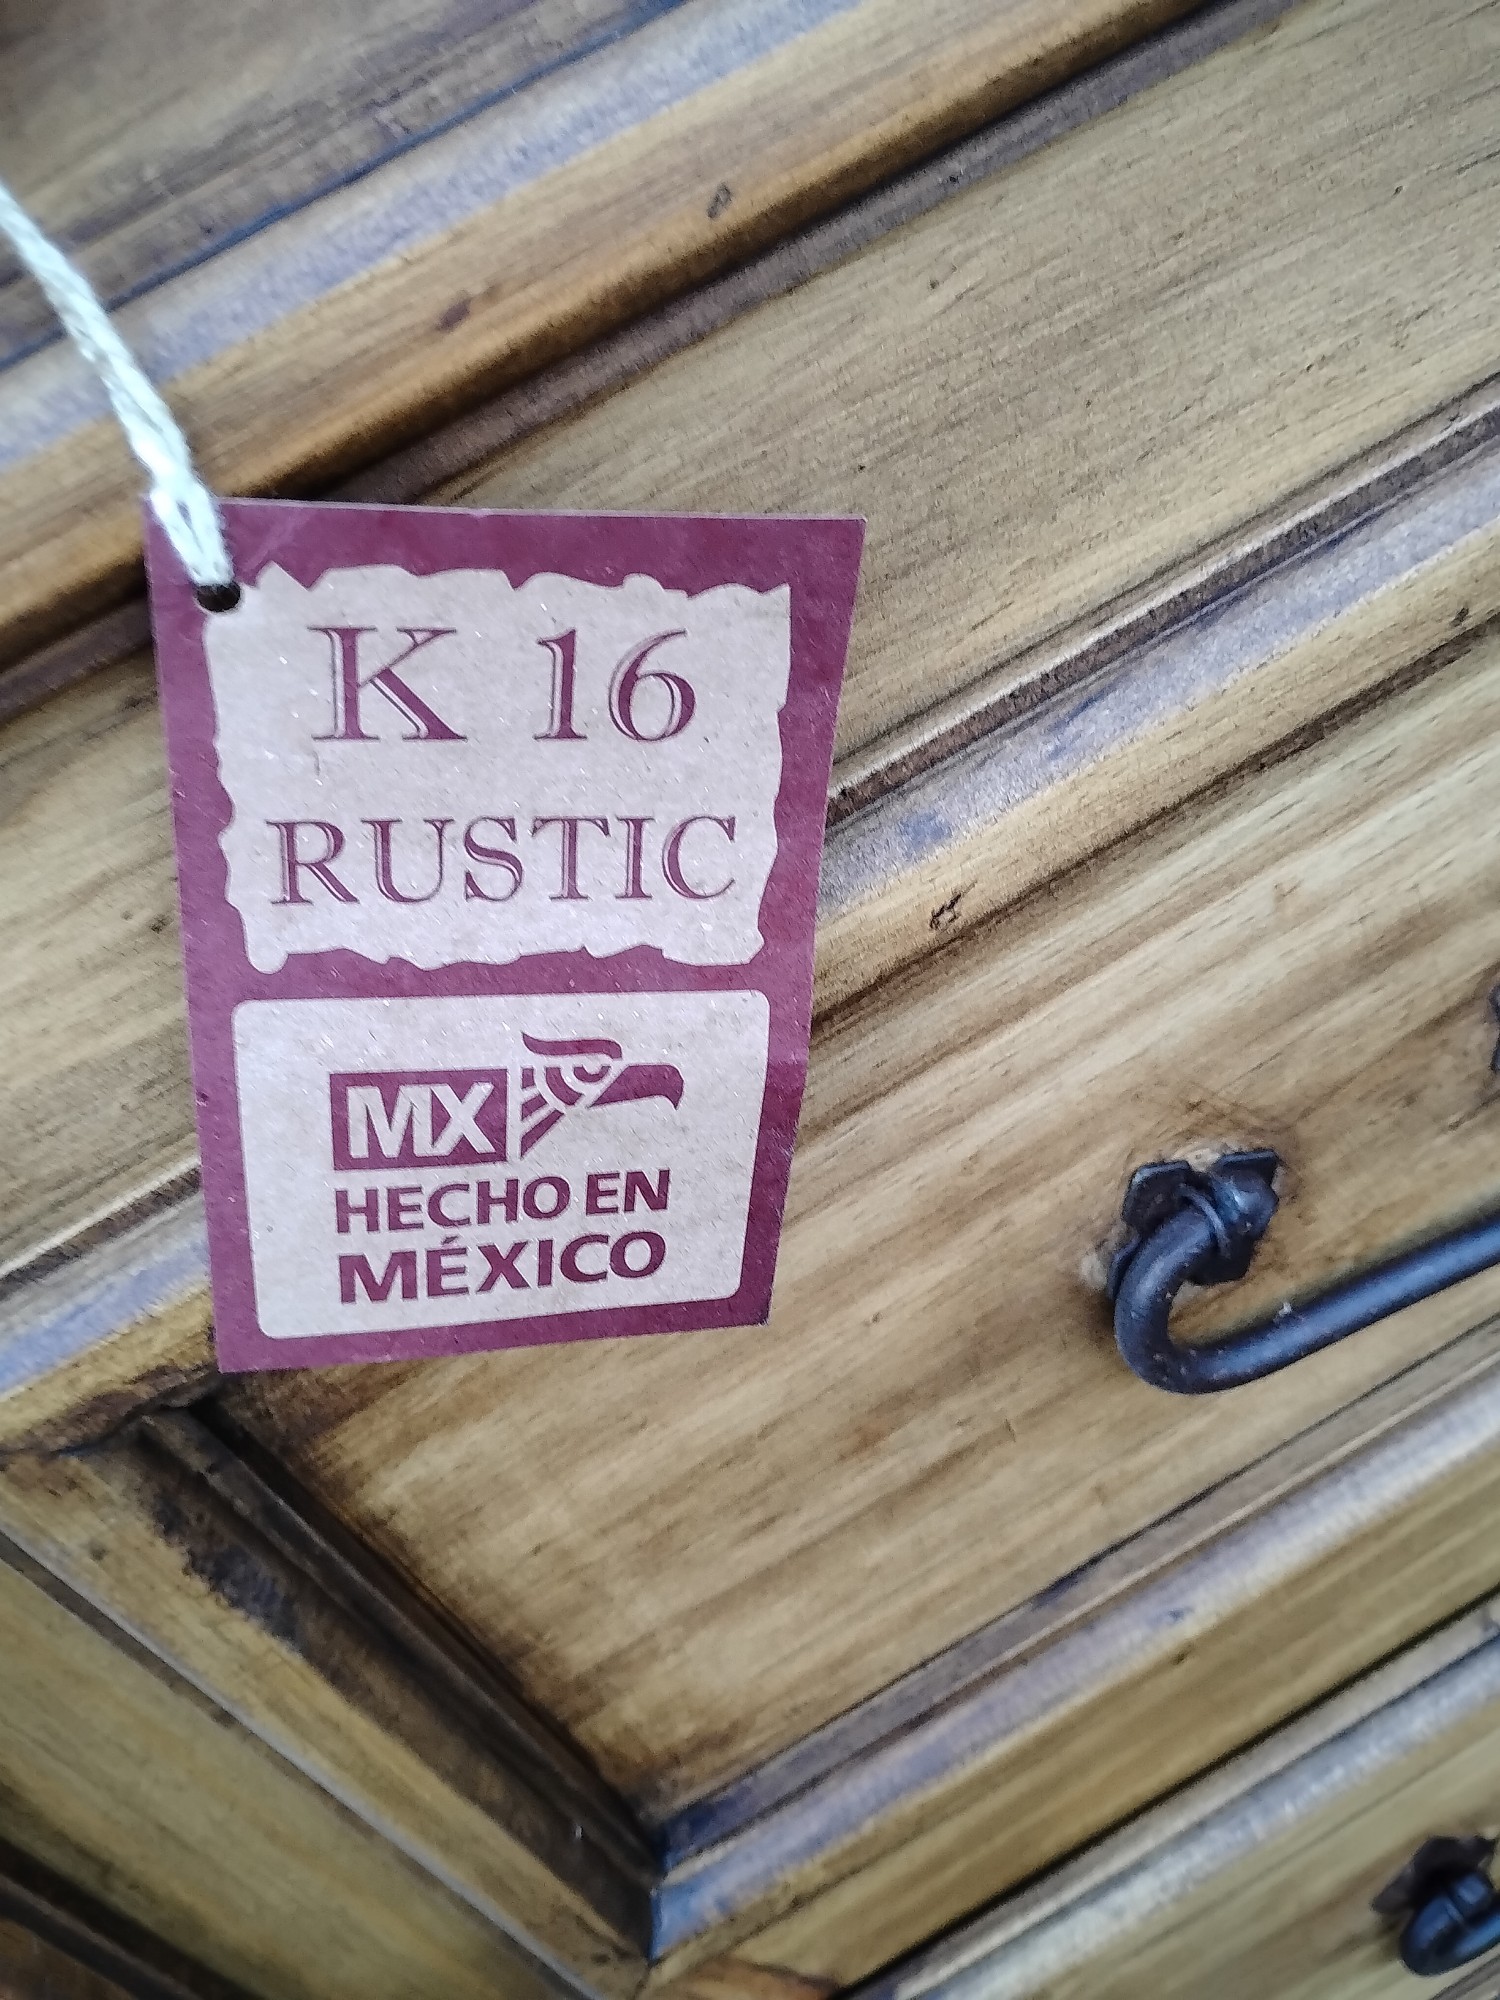 K 16
RUSTIC
MX
HECHO EN
MÉXICO